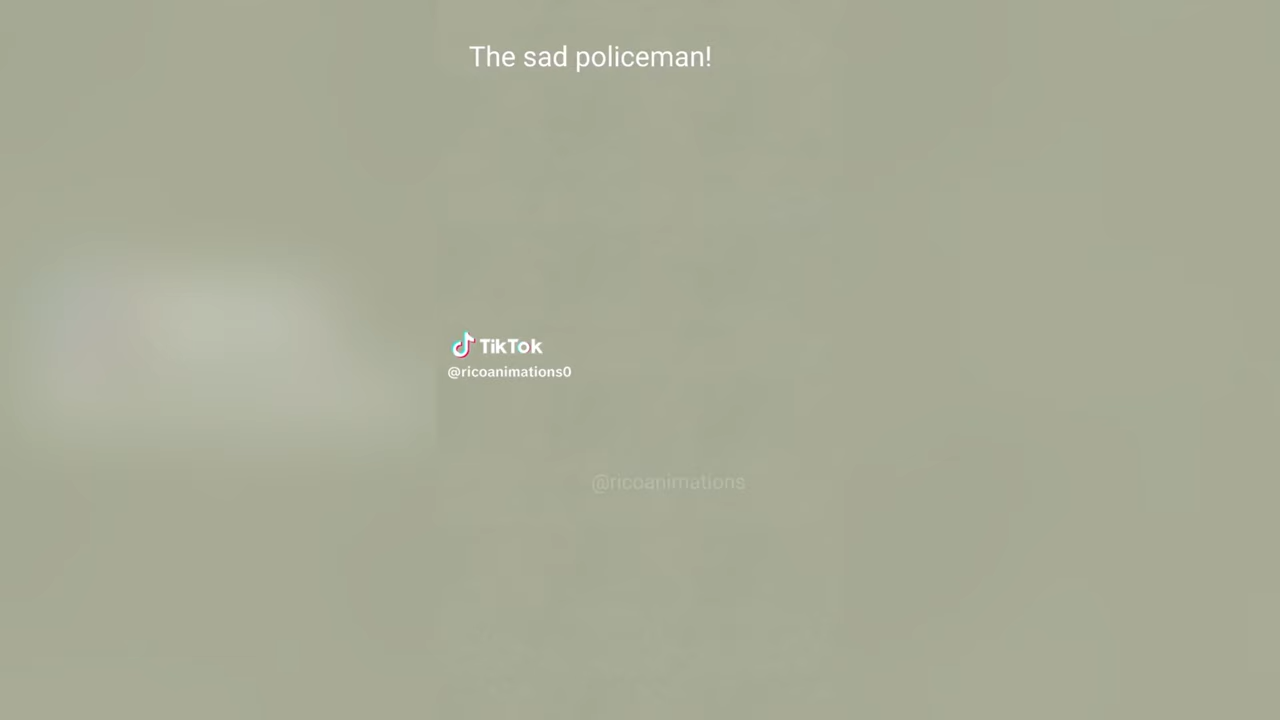 The sad policeman!
TikTok
@ricoanimations0
@ricoanimations